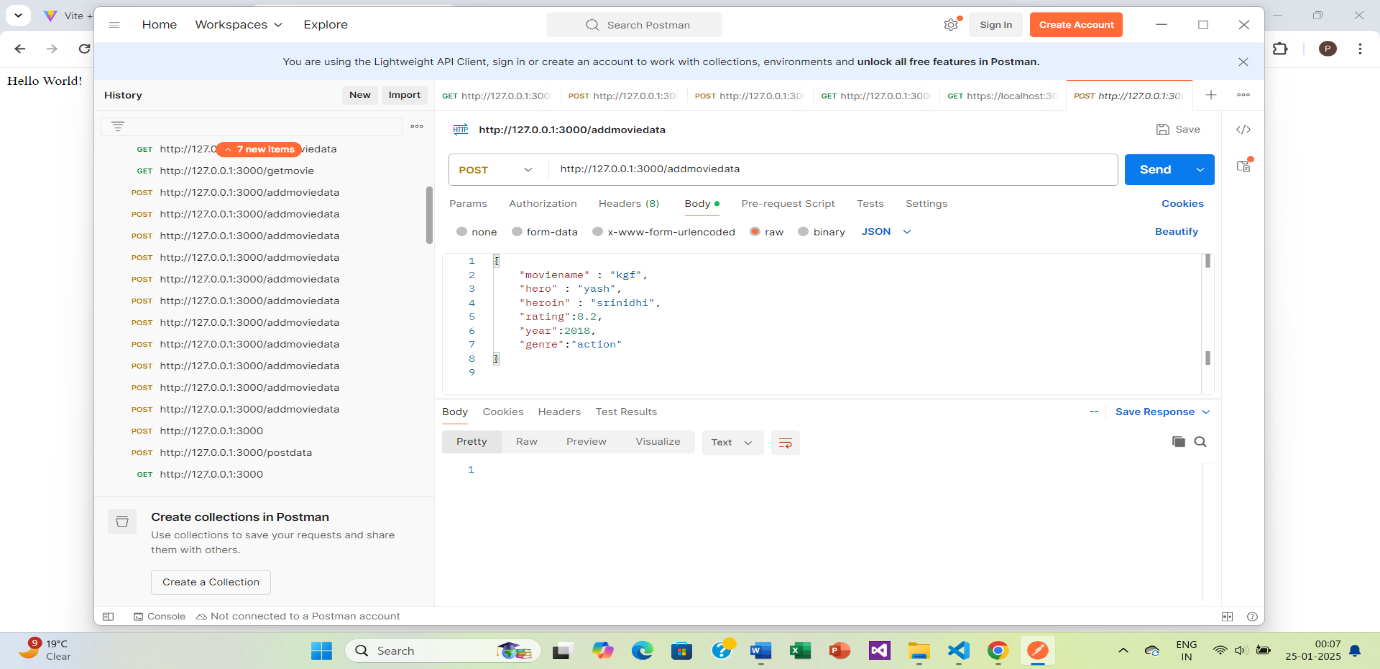 Vite +
Home Workspaces Explore Search Postman Sign In Create Account
You are using the Lightweight API Client, sign in or create an account to work with collections, environments and unlock all free features in Postman.
Hello World!
History New Import
GET http://127.0.0.1:300 POST http://127.0.0.1:30 POST http://127.0.0.1:30 GET http://127.0.0.1:300 GET https://localhost:30 POST http://127.0.0.1:30
http://127.0.0.1:3000/addmoviedata Save
GET http://127.0 7 new items viedata
GET http://127.0.0.1:3000/getmovie
POST http://127.0.0.1:3000/addmoviedata
POST http://127.0.0.1:3000/addmoviedata
POST http://127.0.0.1:3000/addmoviedata
POST http://127.0.0.1:3000/addmoviedata
POST http://127.0.0.1:3000/addmoviedata
POST http://127.0.0.1:3000/addmoviedata
POST http://127.0.0.1:3000/addmoviedata
POST http://127.0.0.1:3000/addmoviedata
POST http://127.0.0.1:3000/addmoviedata
POST http://127.0.0.1:3000/addmoviedata
POST http://127.0.0.1:3000/addmoviedata
POST http://127.0.0.1:3000
POST http://127.0.0.1:3000/postdata
GET http://127.0.0.1:3000
Create collections in Postman
Use collections to save your requests and share
them with others.
Create a Collection
POST http://127.0.0.1:3000/addmoviedata Send
Params Authorization Headers (8) Body Pre-request Script Tests Settings Cookies
none form-data x-www-form-urlencoded raw binary JSON Beautify
1 {
2 "moviename" : "kgf",
3 "hero" : "yash",
4 "heroin" : "srinidhi",
5 "rating":8.2,
6 "year":2018,
7 "genre":"action"
8 }
9
Body Cookies Headers Test Results -- Save Response
Pretty Raw Preview Visualize Text
1
Console Not connected to a Postman account
9 19°C
Clear
Search
ENG
IN
00:07
25-01-2025